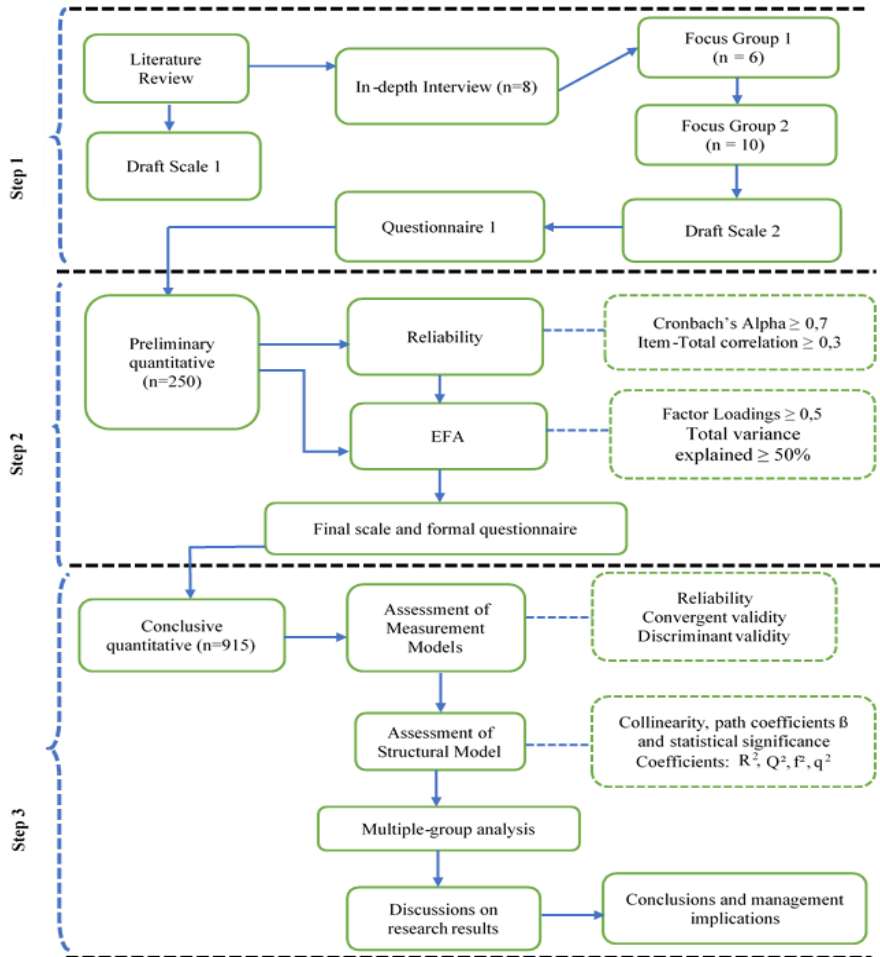 Step 1
Literature
Review
In-depth Interview (n=8)
Focus Group 1
(n = 6)
Focus Group 2
(n = 10)
Draft Scale 1
Questionnaire 1
Draft Scale 2
Step 2
Preliminary
quantitative
(n=250)
Reliability
Cronbach's Alpha ≥ 0,7
Item-Total correlation ≥ 0,3
EFA
Factor Loadings ≥ 0,5
Total variance
explained ≥ 50%
Final scale and formal questionnaire
Step 3
Conclusive
quantitative (n=915)
Assessment of
Measurement
Models
Reliability
Convergent validity
Discriminant validity
Assessment of
Structural Model
Collinearity, path coefficients ß
and statistical significance
Coefficients: R², Q², f², q²
Multiple-group analysis
Discussions on
research results
Conclusions and management
implications